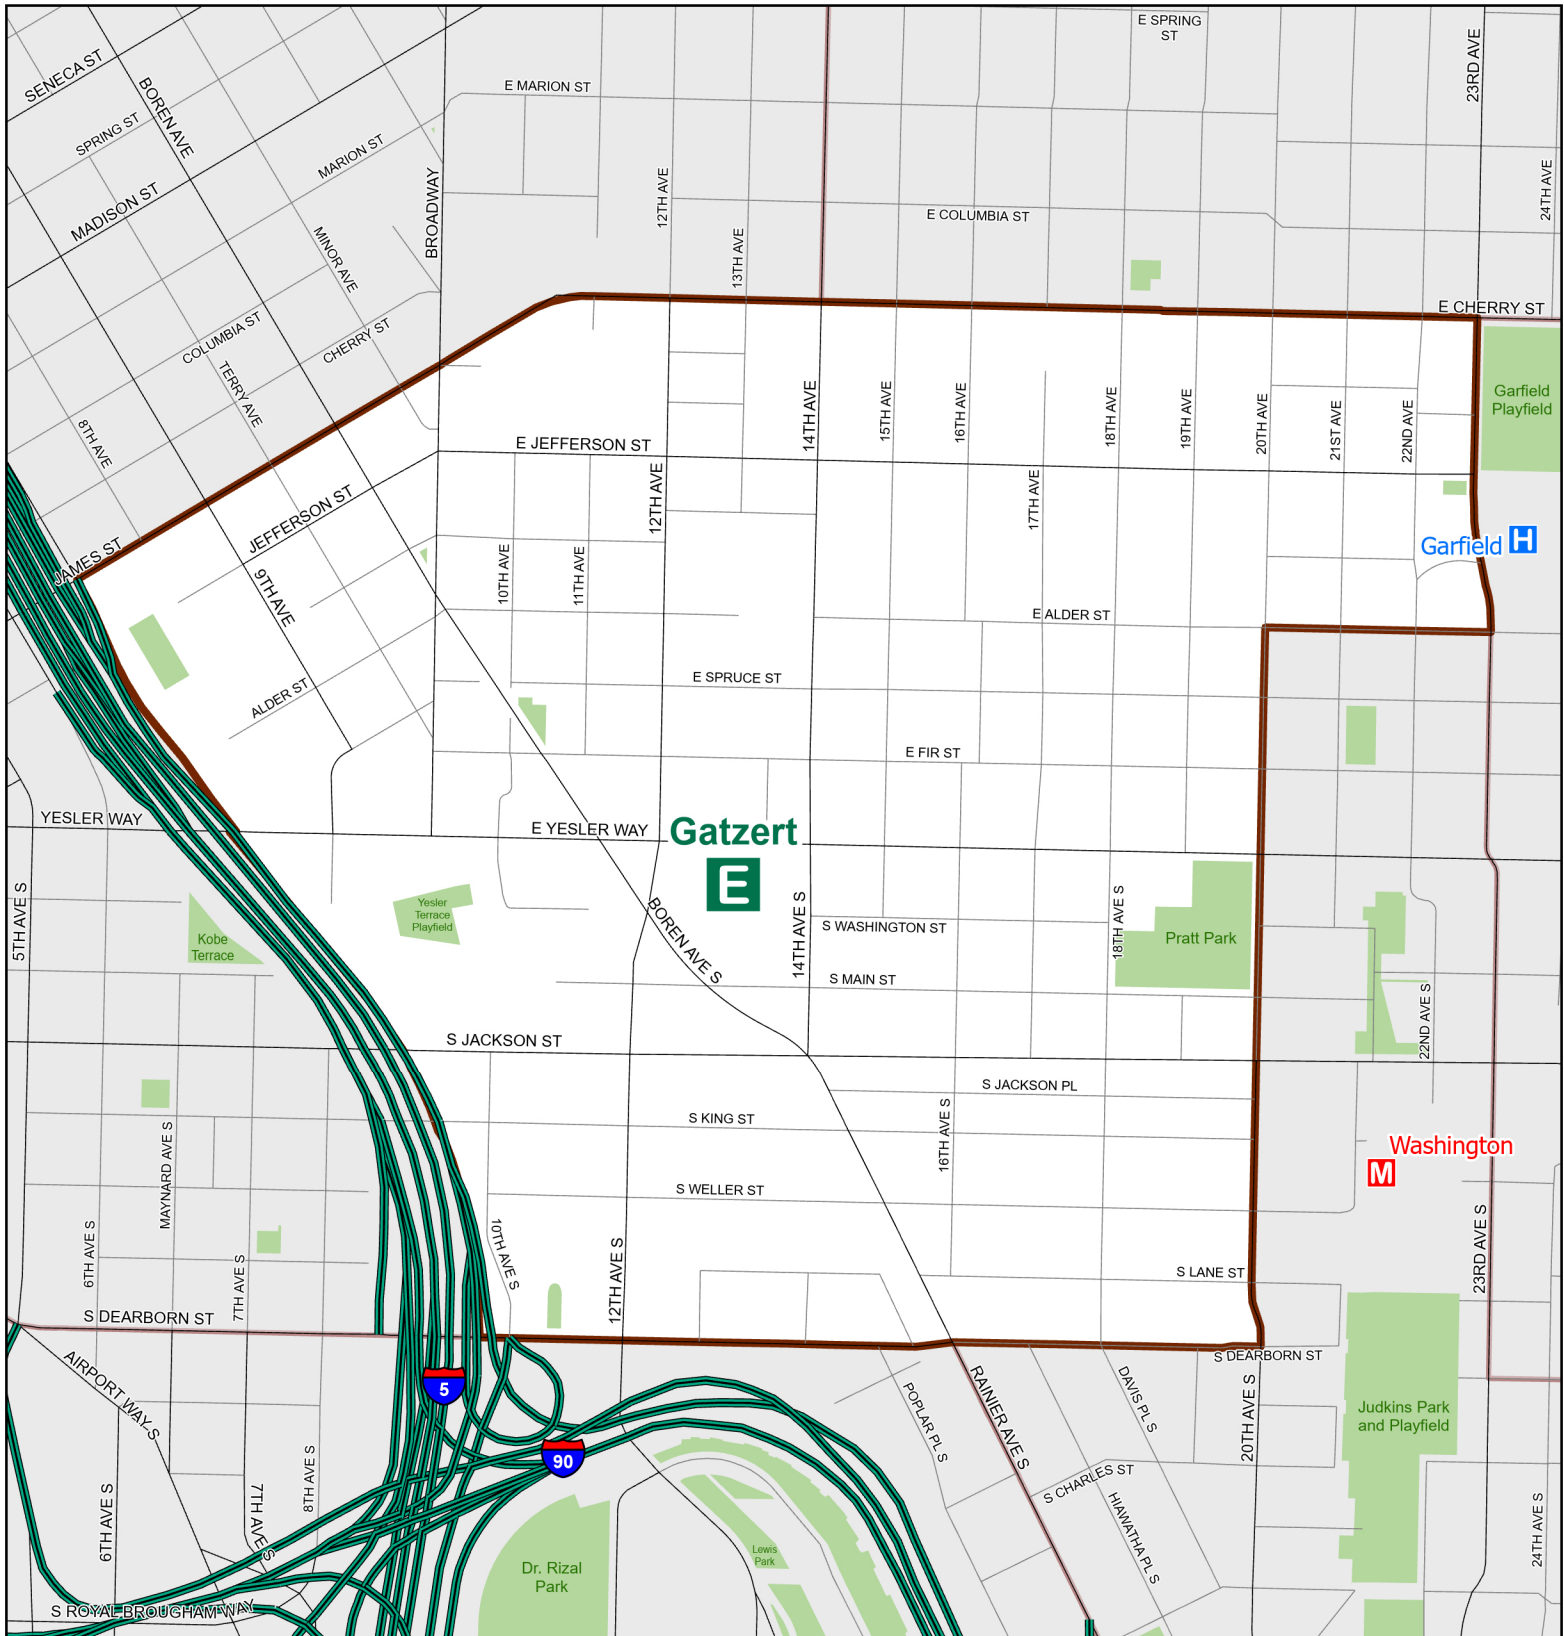 E SPRING
ST
SENECA ST
23RD AVE
E MARION ST
BOREN AVE
SPRING ST
MARION ST
MADISON ST
BROADWAY
12TH AVE
24TH AVE
E COLUMBIA ST
MINOR AVE
13TH AVE
E CHERRY ST
COLUMBIA ST
CHERRY ST
TERRY AVE
8TH AVE
14TH AVE
15TH AVE
16TH AVE
18TH AVE
19TH AVE
20TH AVE
21ST AVE
22ND AVE
Garfield
Playfield
E JEFFERSON ST
12TH AVE
17TH AVE
JEFFERSON ST
JAMES ST
9TH AVE
10TH AVE
11TH AVE
Garfield H
E ALDER ST
E SPRUCE ST
ALDER ST
E FIR ST
YESLER WAY
E YESLER WAY
Gatzert
E
5TH AVE S
Yesler
Terrace
Playfield
Kobe
Terrace
BOREN AVE S
14TH AVE S
S WASHINGTON ST
18TH AVE S
Pratt Park
S MAIN ST
22ND AVE S
S JACKSON ST
S JACKSON PL
S KING ST
16TH AVE S
MAYNARD AVE S
Washington
M
S WELLER ST
6TH AVE S
7TH AVE S
10TH AVE S
12TH AVE S
23RD AVE S
S LANE ST
S DEARBORN ST
S DEARBORN ST
AIRPORT WAY S
5
POPLAR PL S
RAINIER AVE S
DAVIS PL S
20TH AVE S
Judkins Park
and Playfield
90
8TH AVE S
6TH AVE S
7TH AVE S
S CHARLES ST
HIAWATHA PL S
24TH AVE S
Lewis
Park
Dr. Rizal
Park
S ROYAL BROUGHAM WAY